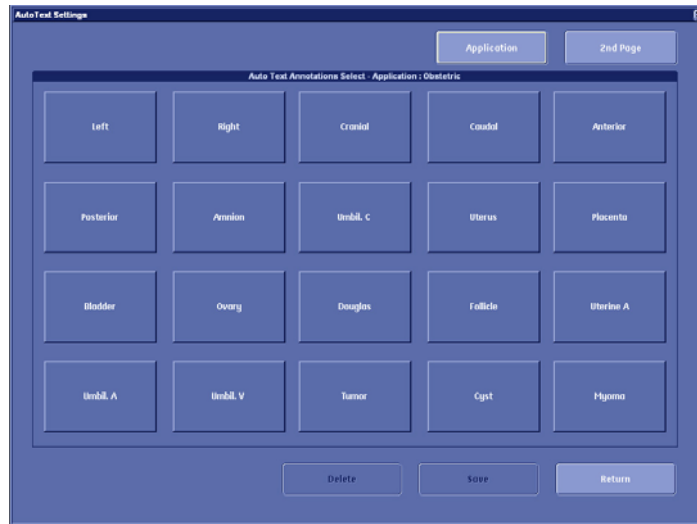 AutoText Settings
Application 2nd Page
Auto Text Annotations Select - Application : Obstetric
Left Right Cranial Caudal Anterior
Posterior Amnion Umbil. C Uterus Placenta
Bladder Ovary Douglas Follicle Uterine A
Umbil. A Umbil. V Tumor Cyst Myoma
Delete Save Return